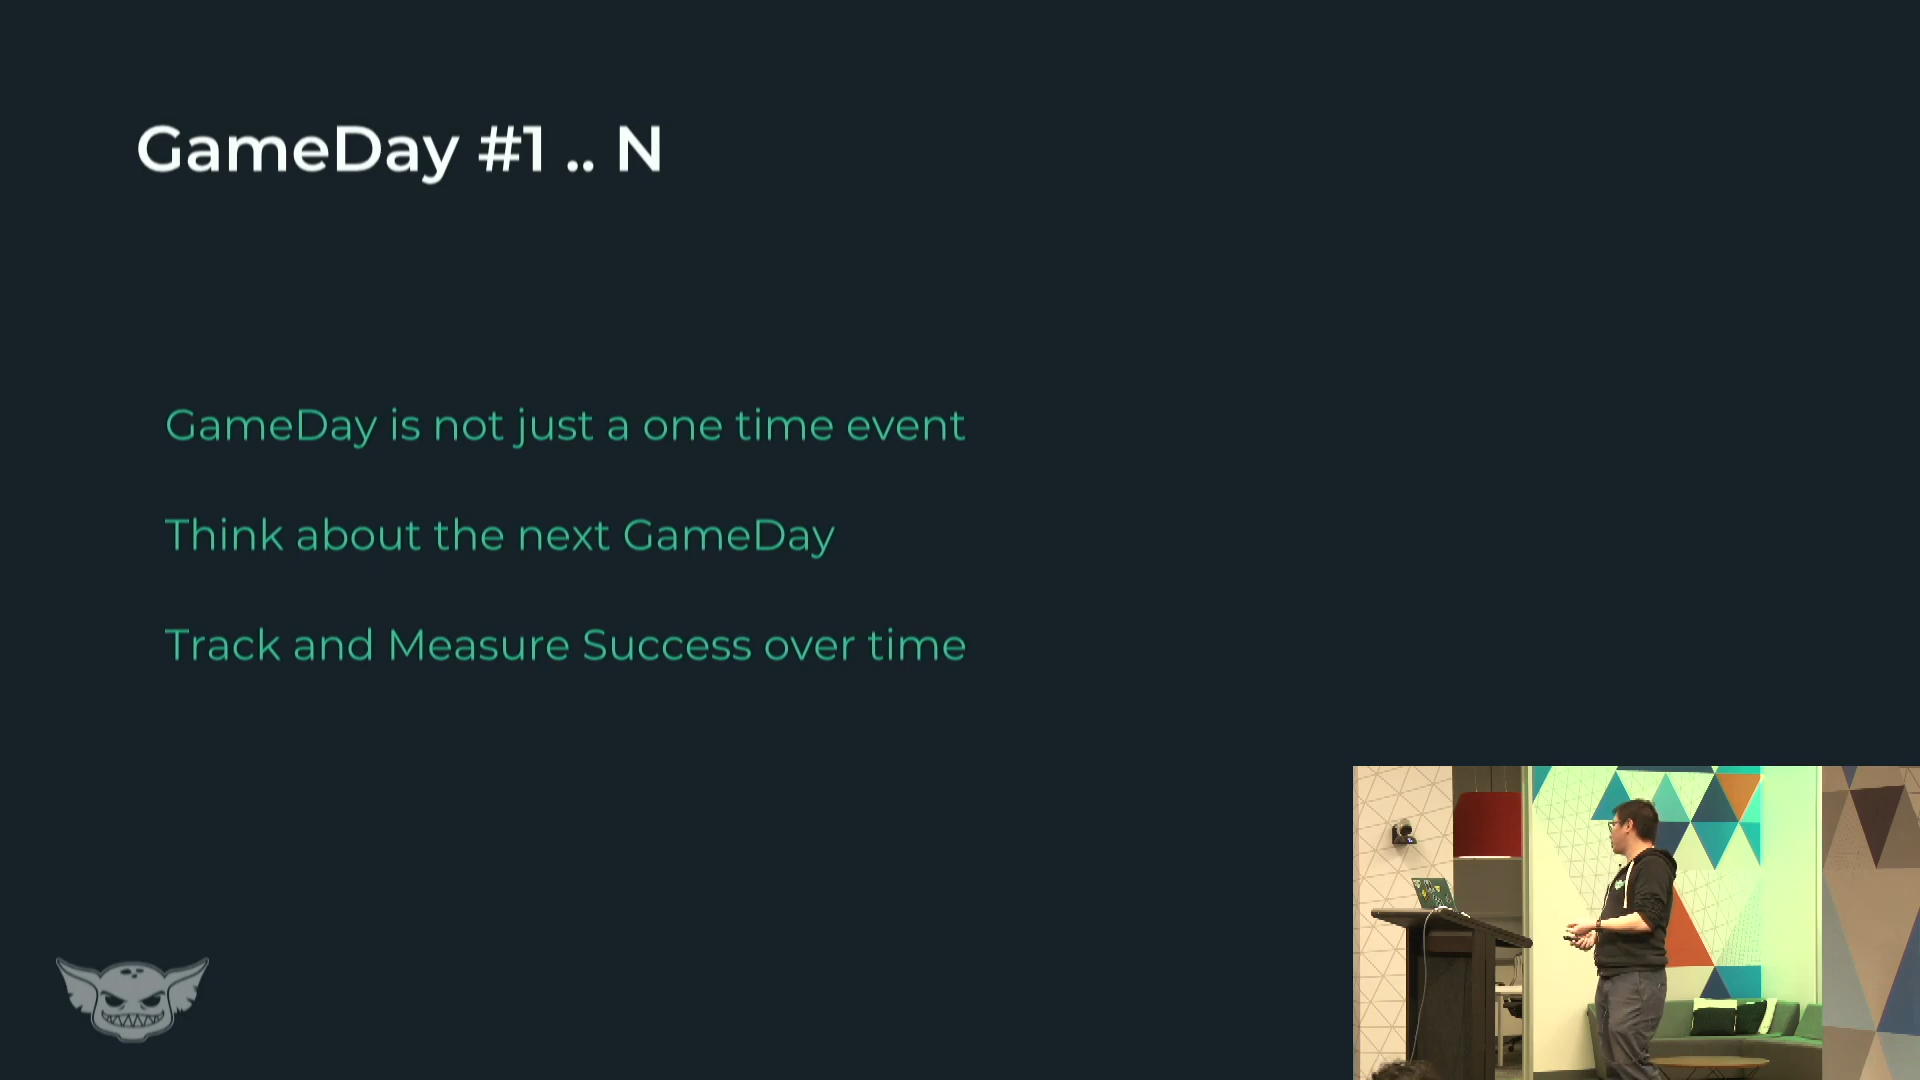 GameDay #1 .. N
GameDay is not just a one time event
Think about the next GameDay
Track and Measure Success over time